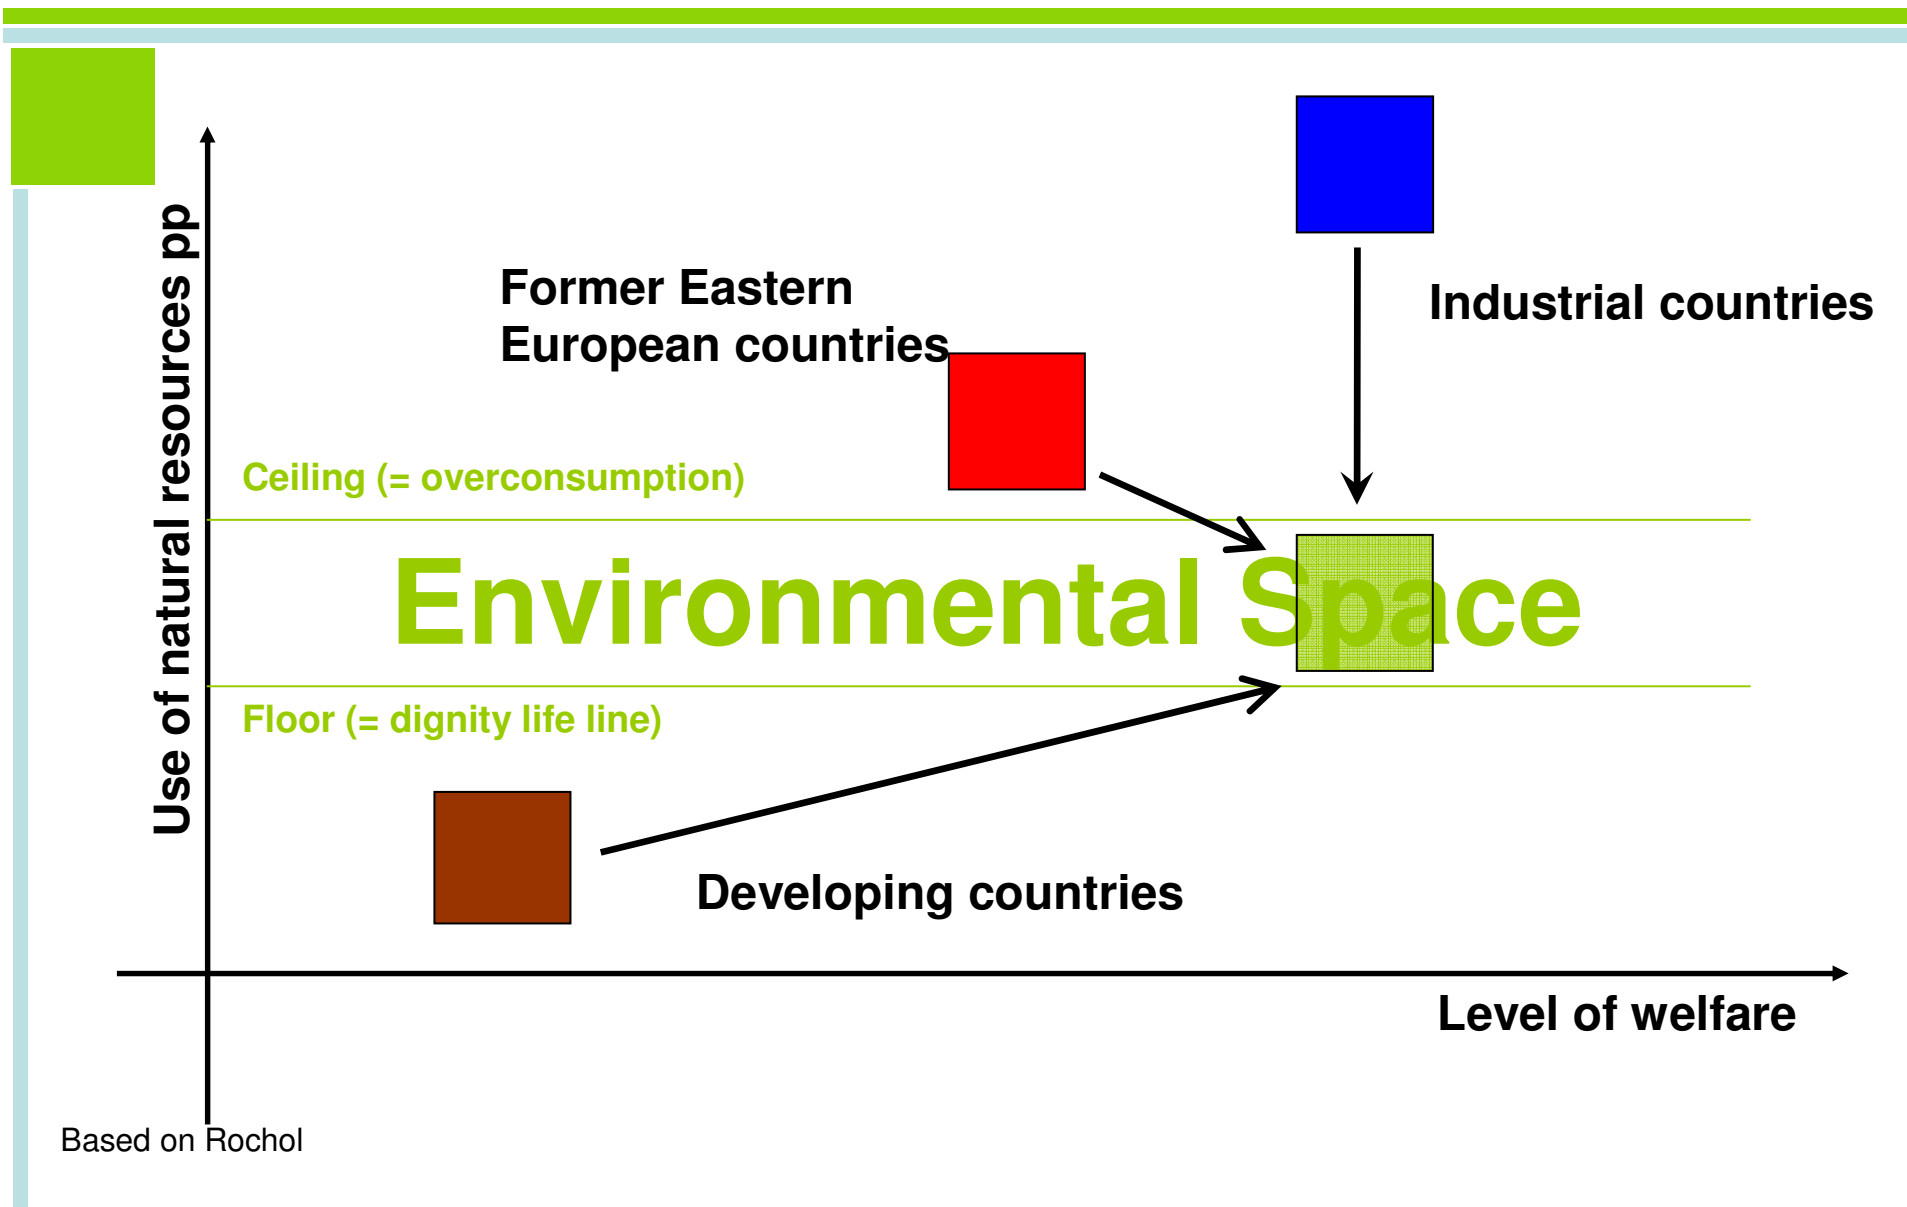 Use of natural resources pp
Former Eastern
European countries
Industrial countries
Ceiling (= overconsumption)
Environmental Space
Floor (= dignity life line)
Developing countries
Level of welfare
Based on Rochol